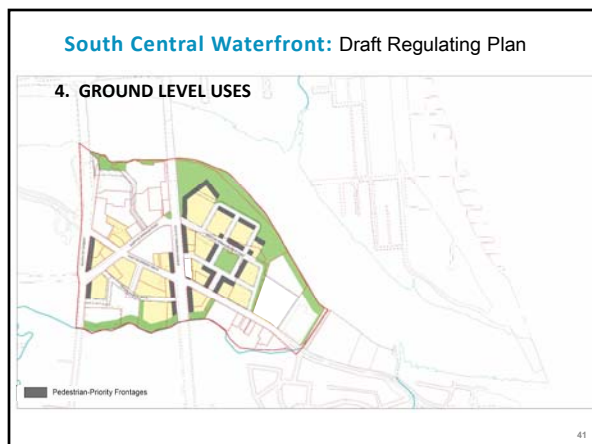 South Central Waterfront: Draft Regulating Plan
4. GROUND LEVEL USES
Pedestrian-Priority Frontages
41